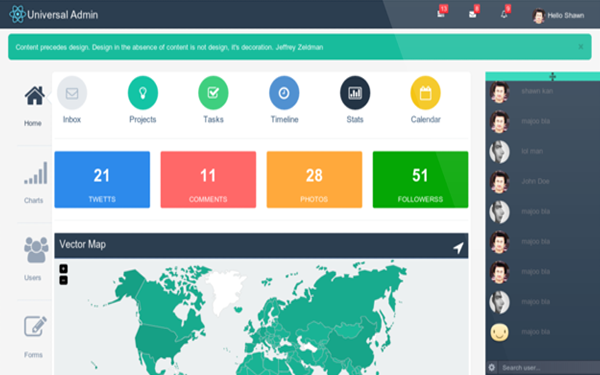 Universal Admin
13
8
9
Hello Shawn
Content precedes design. Design in the absence of content is not design, it's decoration. Jeffrey Zeldman
×
Home
Charts
Users
Forms
Inbox
Projects
Tasks
Timeline
Stats
Calendar
21
TWETTS
11
COMMENTS
28
PHOTOS
51
FOLLOWERSS
Vector Map
+
−
shawn kan
majoo bla
lol man
John Doe
majoo bla
majoo bla
majoo bla
majoo bla
majoo bla
Search user...